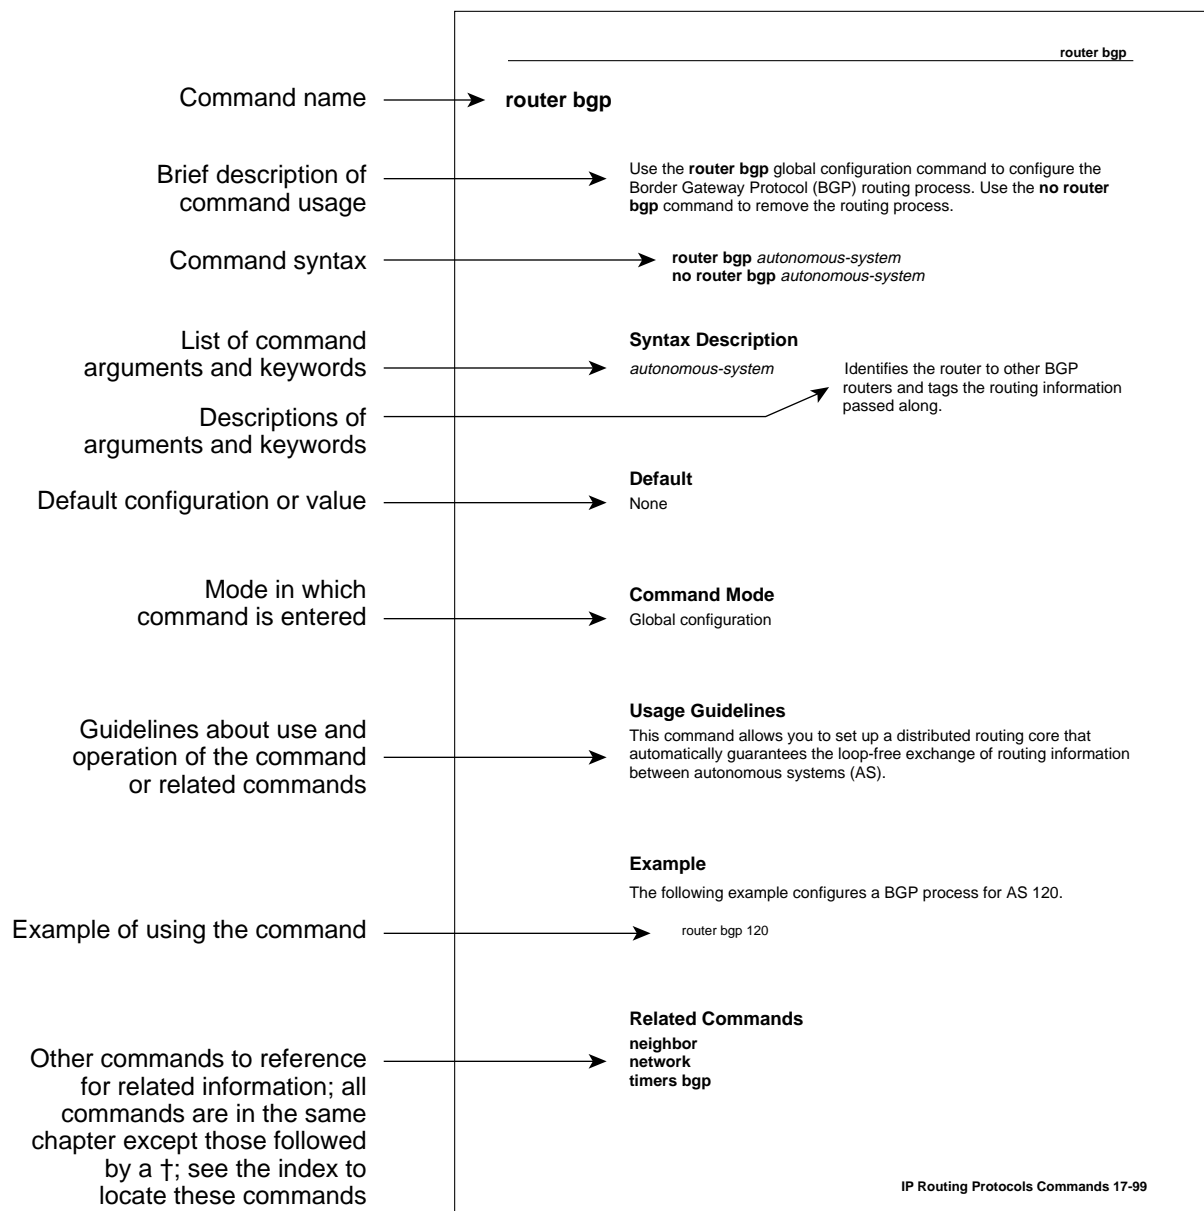 router bgp
Command name
router bgp
Brief description of
command usage
Use the router bgp global configuration command to configure the
Border Gateway Protocol (BGP) routing process. Use the no router
bgp command to remove the routing process.
Command syntax
router bgp autonomous-system
no router bgp autonomous-system
List of command
arguments and keywords
Syntax Description
autonomous-system
Identifies the router to other BGP
routers and tags the routing information
passed along.
Descriptions of
arguments and keywords
Default configuration or value
Default
None
Mode in which
command is entered
Command Mode
Global configuration
Guidelines about use and
operation of the command
or related commands
Usage Guidelines
This command allows you to set up a distributed routing core that
automatically guarantees the loop-free exchange of routing information
between autonomous systems (AS).
Example
The following example configures a BGP process for AS 120.
Example of using the command
router bgp 120
Related Commands
neighbor
network
timers bgp
Other commands to reference
for related information; all
commands are in the same
chapter except those followed
by a †; see the index to
locate these commands
IP Routing Protocols Commands 17-99